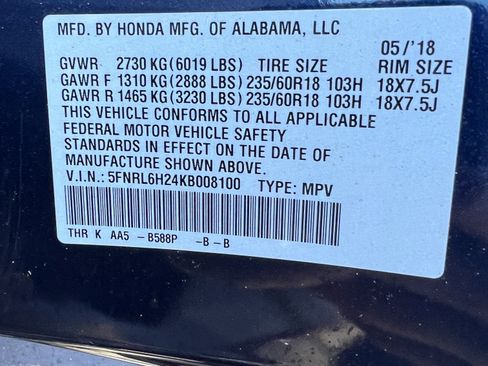 MFD. BY HONDA MFG. OF ALABAMA, LLC
05/'18
GVWR 2730 KG(6019 LBS) TIRE SIZE RIM SIZE
GAWR F 1310 KG(2888 LBS) 235/60R18 103H 18X7.5J
GAWR R 1465 KG(3230 LBS) 235/60R18 103H 18X7.5J
THIS VEHICLE CONFORMS TO ALL APPLICABLE
FEDERAL MOTOR VEHICLE SAFETY
STANDARDS IN EFFECT ON THE DATE OF
MANUFACTURE SHOWN ABOVE.
V.I.N.: 5FNRL6H24KB008100 TYPE: MPV
THR K AA5 - B588P -B-B